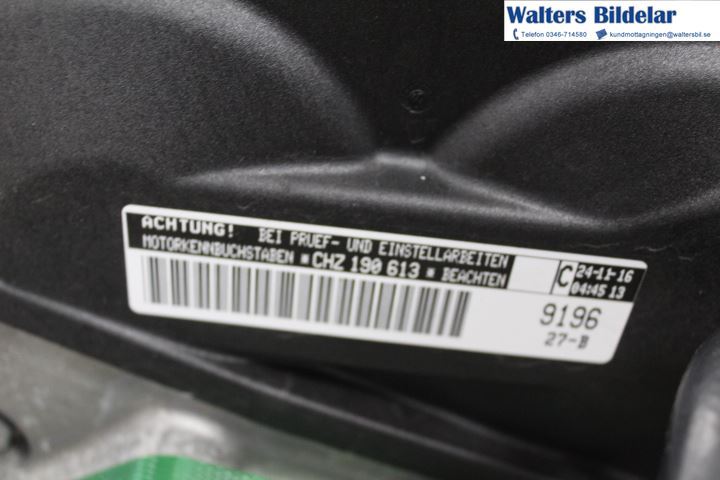 Walters Bildelar
Telefon 0346-714580 kundmottagningen@waltersbil.se
ACHTUNG! BEI PRUEF- UND EINSTELLARBEITEN
MOTORKENNBUCHSTABEN *CHZ 190 613* BEACHTEN
C 24-11-16
04:45 13
9196
27-B